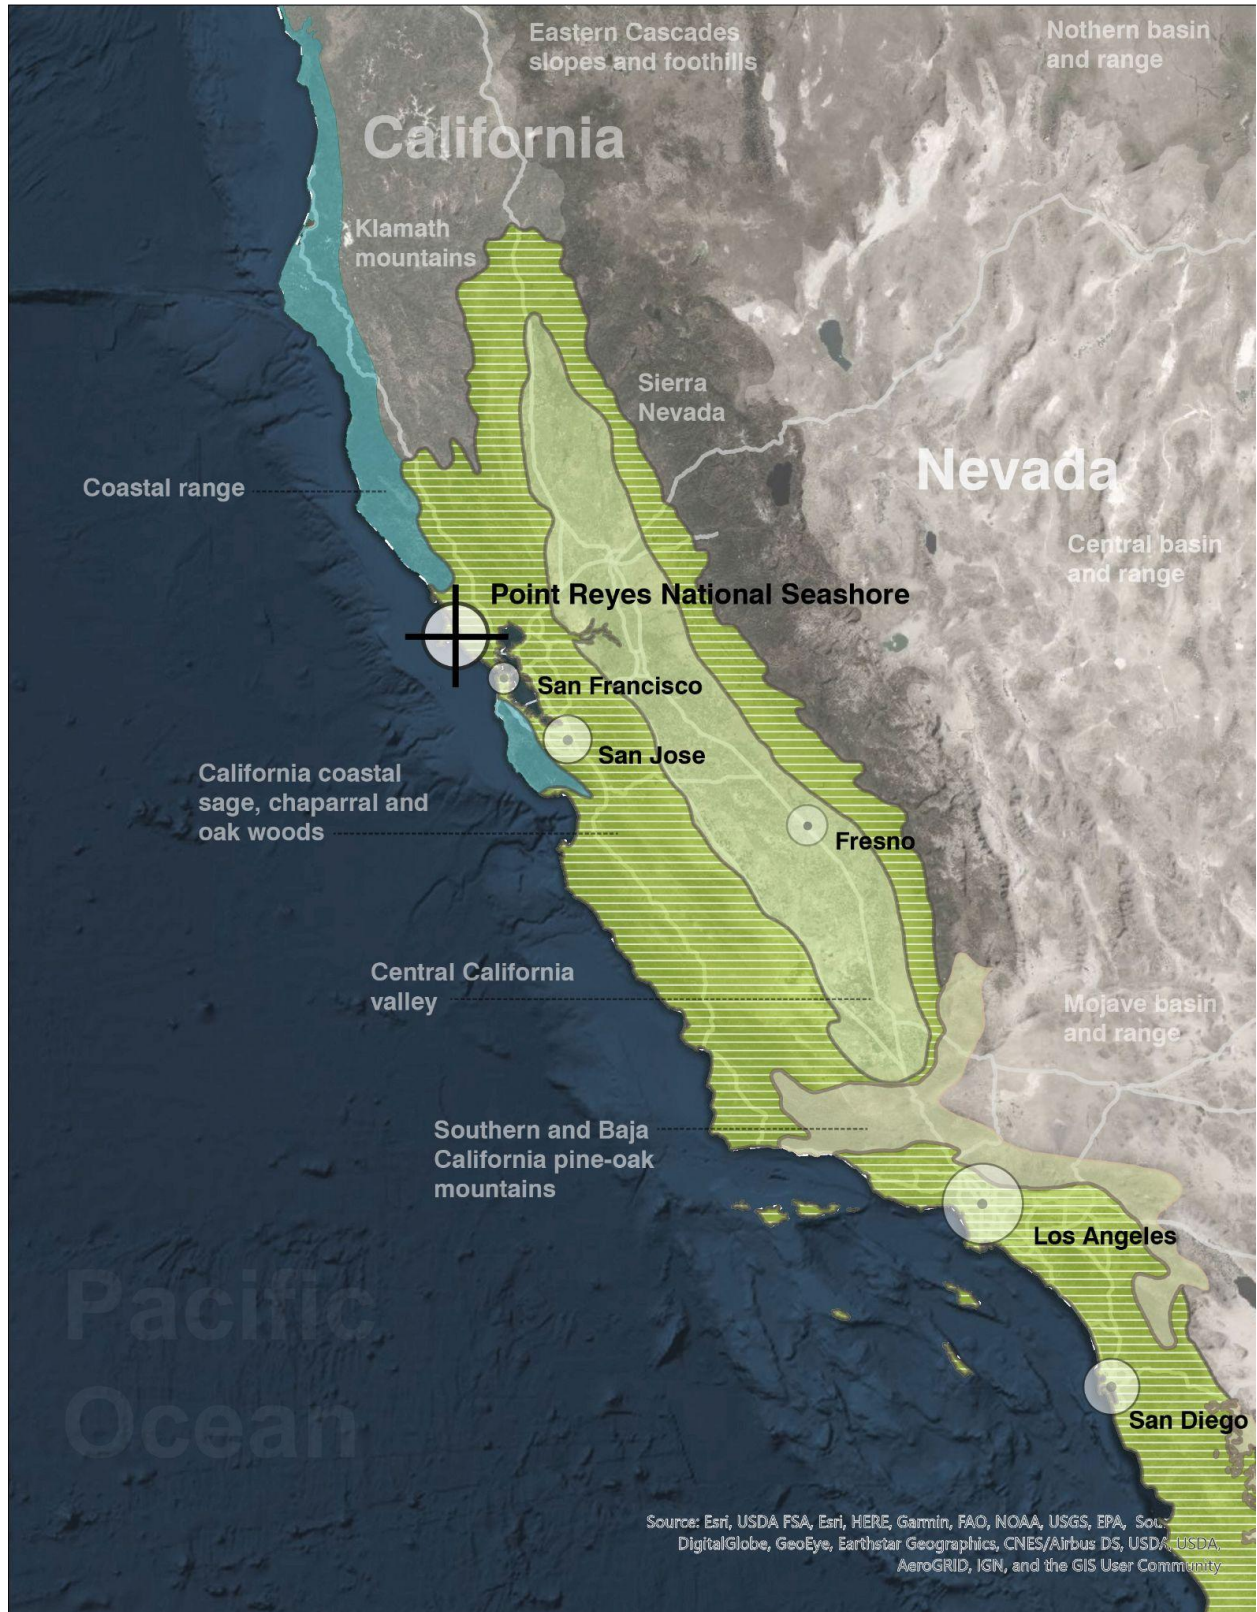 Eastern Cascades
slopes and foothills
Nothern basin
and range
California
Klamath
mountains
Sierra
Nevada
Nevada
Coastal range
Central basin
and range
Point Reyes National Seashore
San Francisco
San Jose
California coastal
sage, chaparral and
oak woods
Fresno
Central California
valley
Mojave basin
and range
Southern and Baja
California pine-oak
mountains
Los Angeles
Pacific
Ocean
San Diego
Source: Esri, USDA FSA, Esri, HERE, Garmin, FAO, NOAA, USGS, EPA,
DigitalGlobe, GeoEye, Earthstar Geographics, CNES/Airbus DS, USDA, USDA,
AeroGRID, IGN, and the GIS User Community